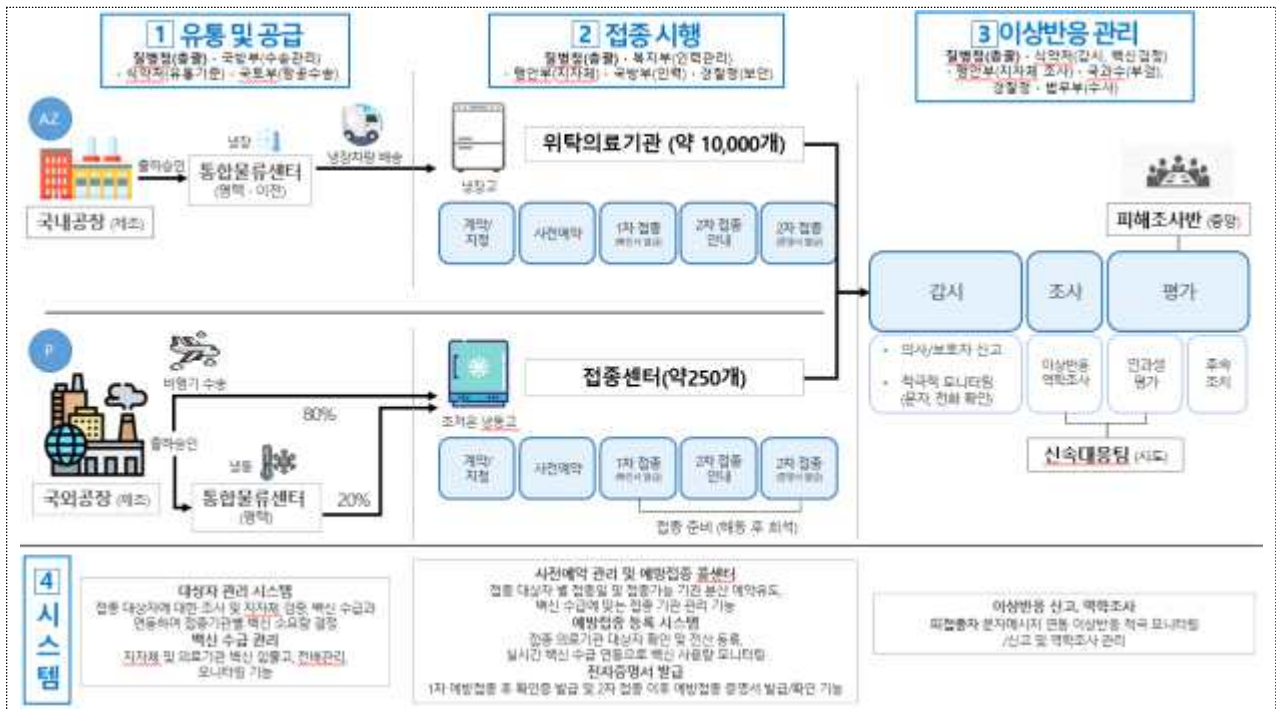 1 유통 및 공급
질병청(총괄) · 국방부(수송관리)
· 식약처(유통기준) · 국토부(항공수송)
2 접종 시행
질병청(총괄) · 복지부(인력관리)
· 행안부(지자체) · 국방부(인력) · 경찰청(보안)
3 이상반응 관리
질병청(총괄) · 식약처(감시, 백신검정)
· 행안부(지자체 조사) · 국과수(부검),
경찰청 · 법무부(수사)
AZ
국내공장 (제조)
출하승인
냉장
통합물류센터
(평택 · 이천)
냉장차량 배송
냉장고
위탁의료기관 (약 10,000개)
계약/
지정
사전예약
1차 접종
(확인서 발급)
2차 접종
안내
2차 접종
(증명서 발급)
P
국외공장 (제조)
출하승인
비행기 수송
80%
냉동
통합물류센터
(평택)
20%
초저온 냉동고
접종센터(약250개)
계약/
지정
사전예약
1차 접종
(확인서 발급)
2차 접종
안내
2차 접종
(증명서 발급)
접종 준비 (해동 후 희석)
피해조사반 (중앙)
감시
조사
평가
• 의사/보호자 신고
• 적극적 모니터링
(문자, 전화 확인)
이상반응
역학조사
인과성
평가
후속
조치
신속대응팀 (시도)
4 시스템
대상자 관리 시스템
접종 대상자에 대한 조사 및 지자체 검증, 백신 수급과
연동하여 접종기관별 백신 소요량 결정
백신 수급 관리
지자체 및 의료기관 백신 입출고, 전배관리,
모니터링 기능
사전예약 관리 및 예방접종 콜센터
접종 대상자 별 접종일 및 접종가능 기관 분산 예약유도,
백신 수급에 맞는 접종 기관 관리 기능
예방접종 등록 시스템
접종 의료기관 대상자 확인 및 전산 등록,
실시간 백신 수급 연동으로 백신 사용량 모니터링
전자증명서 발급
1차 예방접종 후 확인증 발급 및 2차 접종 이후 예방접종 증명서 발급/확인 기능
이상반응 신고, 역학조사
피접종자 문자메시지 연동 이상반응 적극 모니터링
/신고 및 역학조사 관리